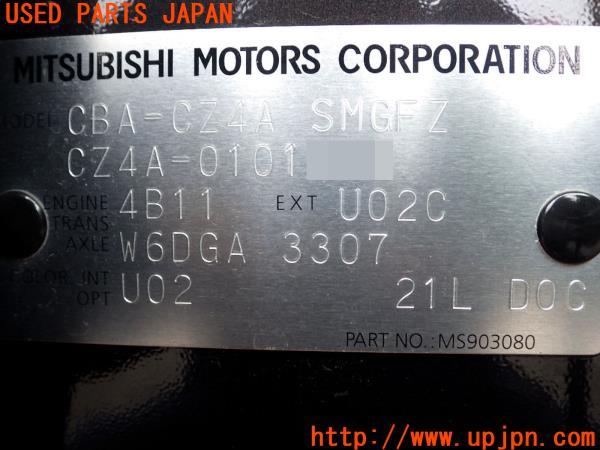 USED PARTS JAPAN
MITSUBISHI MOTORS CORPORATION
MODEL CBA-CZ4A SMGFZ
CZ4A-0101
ENGINE 4B11 EXT U02C
TRANS
AXLE W6DGA 3307
COLOR, INT U02 21L D0C
OPT
PART NO.: MS903080
http://www.upjpn.com/